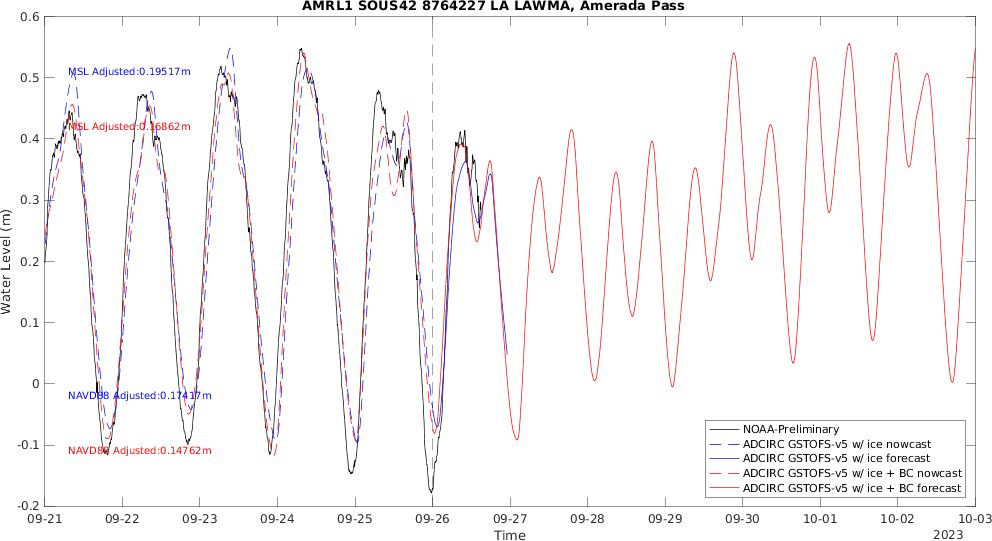 AMRL1 SOUS42 8764227 LA LAWMA, Amerada Pass
0.6
0.5
0.4
0.3
0.2
0.1
0
-0.1
-0.2
Water Level (m)
MSL Adjusted:0.19517m
MSL Adjusted:0.16862m
NAVD88 Adjusted:0.17417m
NAVD88 Adjusted:0.14762m
NOAA-Preliminary
ADCIRC GSTOFS-v5 w/ ice nowcast
ADCIRC GSTOFS-v5 w/ ice forecast
ADCIRC GSTOFS-v5 w/ ice + BC nowcast
ADCIRC GSTOFS-v5 w/ ice + BC forecast
09-21 09-22 09-23 09-24 09-25 09-26 09-27 09-28 09-29 09-30 10-01 10-02 10-03
Time
2023